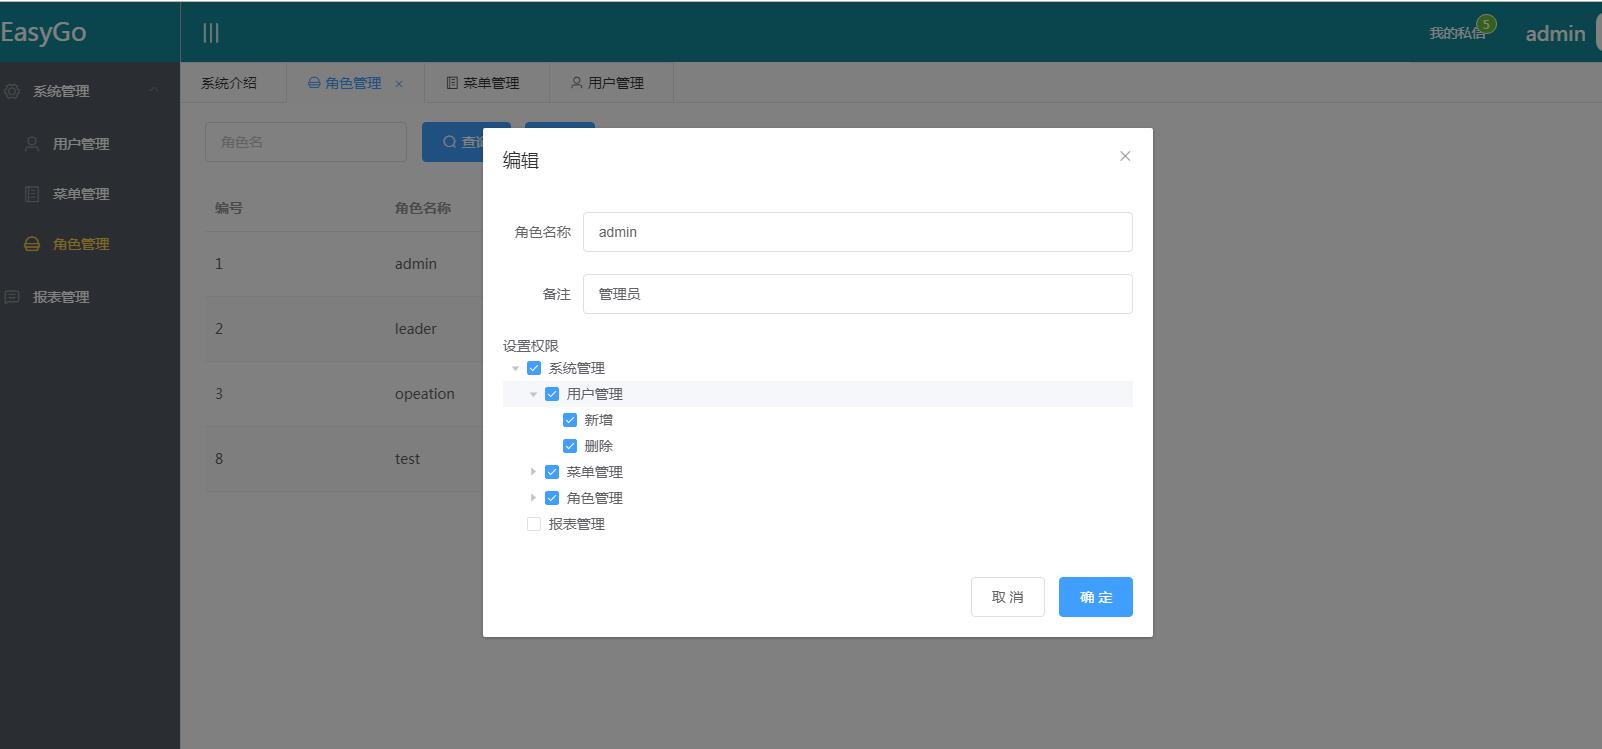 EasyGo
我的私信
5
admin
系统管理
用户管理
菜单管理
角色管理
报表管理
系统介绍
角色管理
菜单管理
用户管理
角色名
编号
角色名称
1
admin
2
leader
3
opeation
8
test
编辑
角色名称
admin
备注
管理员
设置权限
系统管理
用户管理
新增
删除
菜单管理
角色管理
报表管理
取 消
确 定